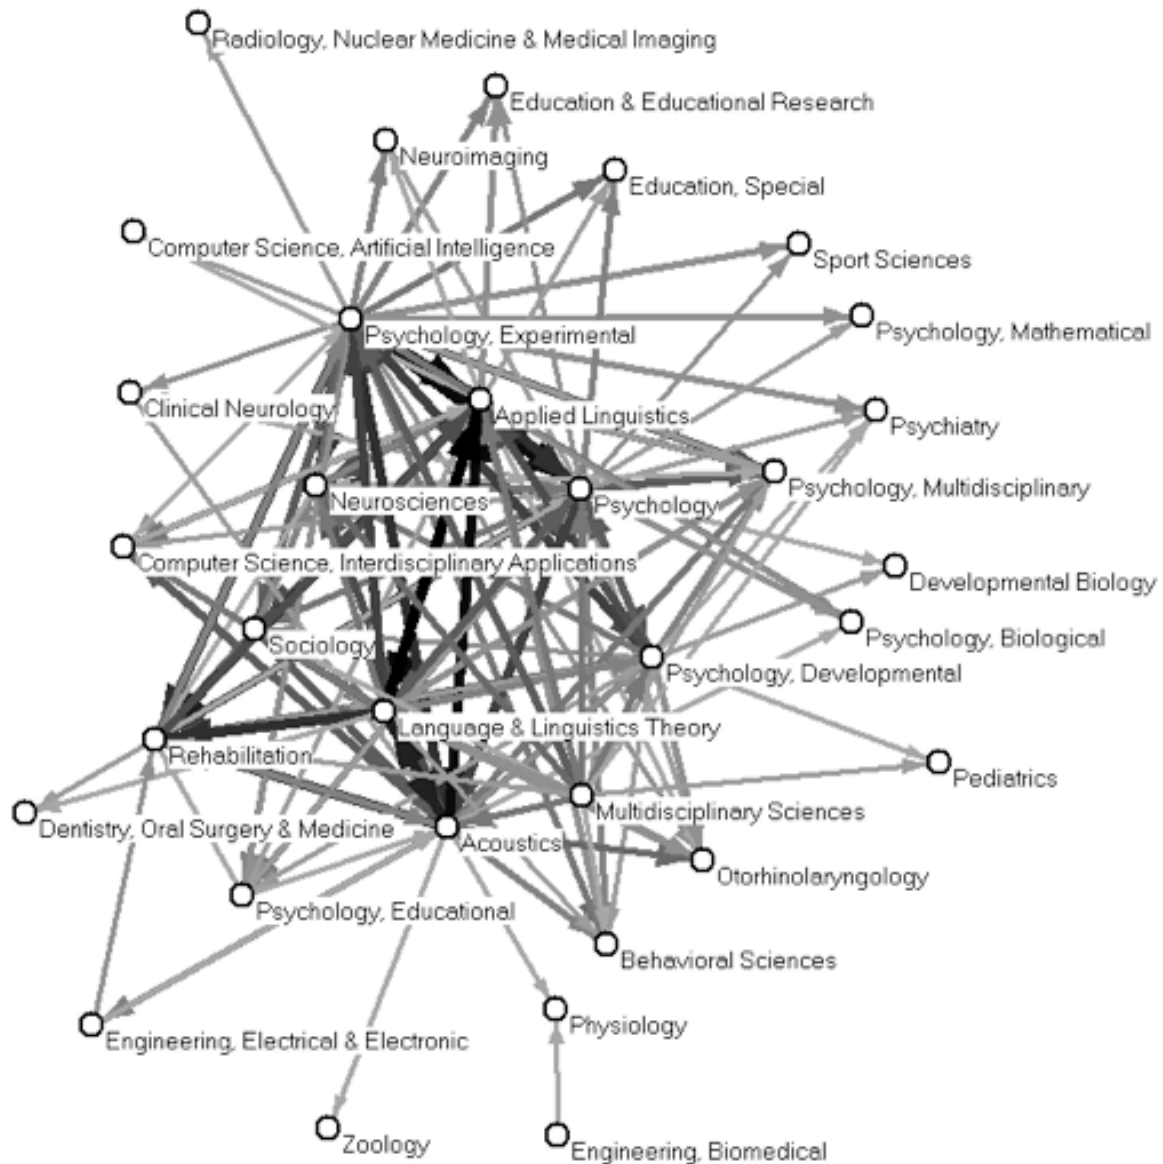 Radiology, Nuclear Medicine & Medical Imaging
Education & Educational Research
Neuroimaging
Education, Special
Computer Science, Artificial Intelligence
Sport Sciences
Psychology, Experimental
Psychology, Mathematical
Clinical Neurology
Applied Linguistics
Psychiatry
Neurosciences
Psychology
Psychology, Multidisciplinary
Computer Science, Interdisciplinary Applications
Developmental Biology
Sociology
Psychology, Biological
Psychology, Developmental
Rehabilitation
Language & Linguistics Theory
Pediatrics
Dentistry, Oral Surgery & Medicine
Multidisciplinary Sciences
Acoustics
Otorhinolaryngology
Psychology, Educational
Behavioral Sciences
Engineering, Electrical & Electronic
Physiology
Zoology
Engineering, Biomedical